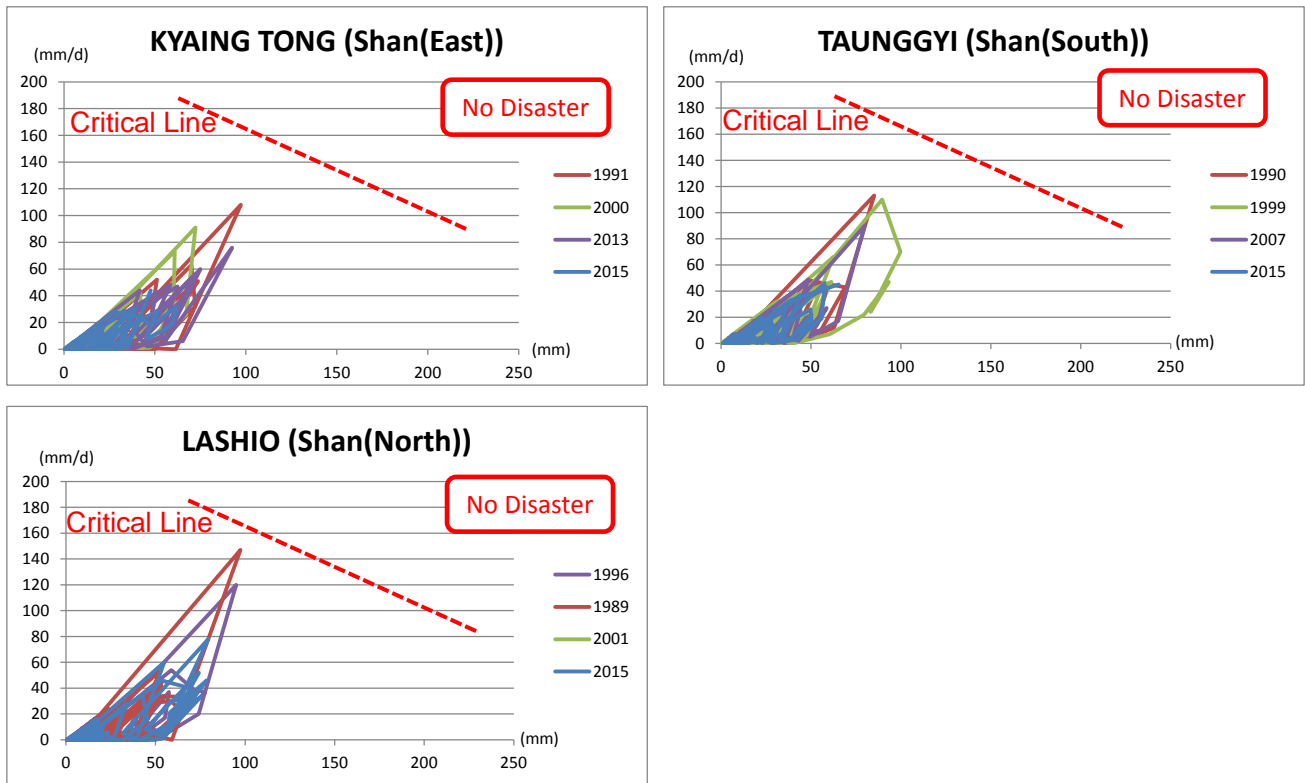 KYAING TONG (Shan(East))
(mm/d)
No Disaster
Critical Line
200
180
160
140
120
100
80
60
40
20
0
0 50 100 150 200 250
(mm)
1991
2000
2013
2015
TAUNGGYI (Shan(South))
(mm/d)
No Disaster
Critical Line
200
180
160
140
120
100
80
60
40
20
0
0 50 100 150 200 250
(mm)
1990
1999
2007
2015
LASHIO (Shan(North))
(mm/d)
No Disaster
Critical Line
200
180
160
140
120
100
80
60
40
20
0
0 50 100 150 200 250
(mm)
1996
1989
2001
2015